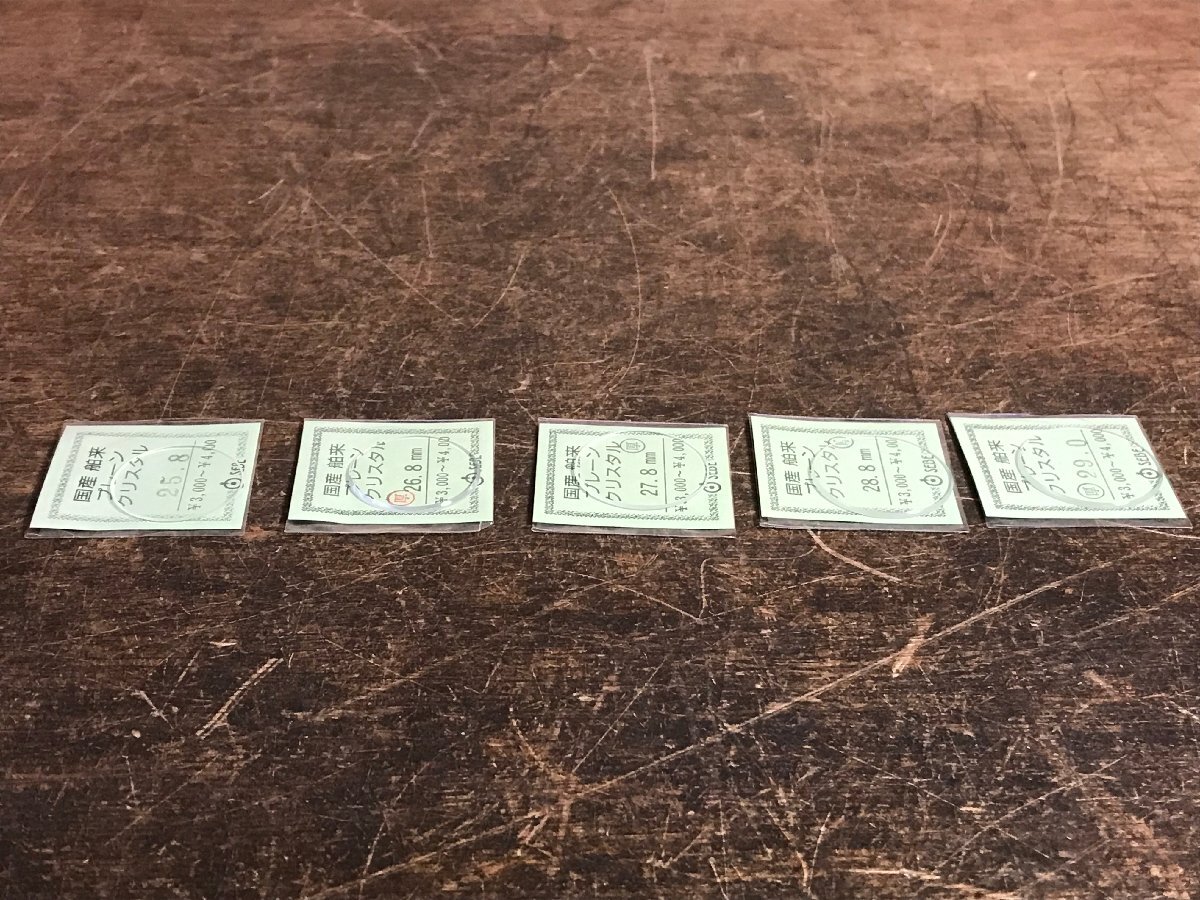 国産 舶来
プレーン
クリスタル
25.8
¥3,000~¥4,000
国産 舶来
プレーン
クリスタル
厚 26.8 mm
¥3,000~¥4,00
国産 舶来
プレーン
クリスタル
27.8 mm 厚
¥3,000~¥4,000
国産 舶来
プレーン
クリスタル
28.8 mm
¥3,000~¥4,00
国産 舶来
プレーン
クリスタル
厚 29. 0
¥3,000~¥4,00